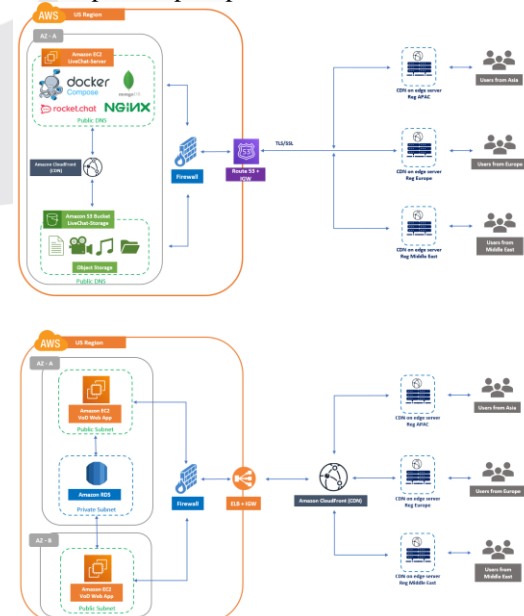 AWS
US Region
AZ - A
Amazon EC2
LiveChat-Server
docker
Compose
mongoDB
rocket.chat
NGINX
Public DNS
Amazon CloudFront
(CDN)
Amazon S3 Bucket
LiveChat-Storage
Object Storage
Public DNS
Firewall
53
Route 53 +
IGW
TLS/SSL
CDN on edge server
Reg APAC
Users from Asia
CDN on edge server
Reg Europe
Users from Europe
CDN on edge server
Reg Middle East
Users from
Middle East
AWS
US Region
AZ - A
Amazon EC2
VoD Web App
Public Subnet
Amazon RDS
Private Subnet
AZ - B
Amazon EC2
VoD Web App
Public Subnet
Firewall
ELB + IGW
Amazon CloudFront (CDN)
CDN on edge server
Reg APAC
Users from Asia
CDN on edge server
Reg Europe
Users from Europe
CDN on edge server
Reg Middle East
Users from
Middle East